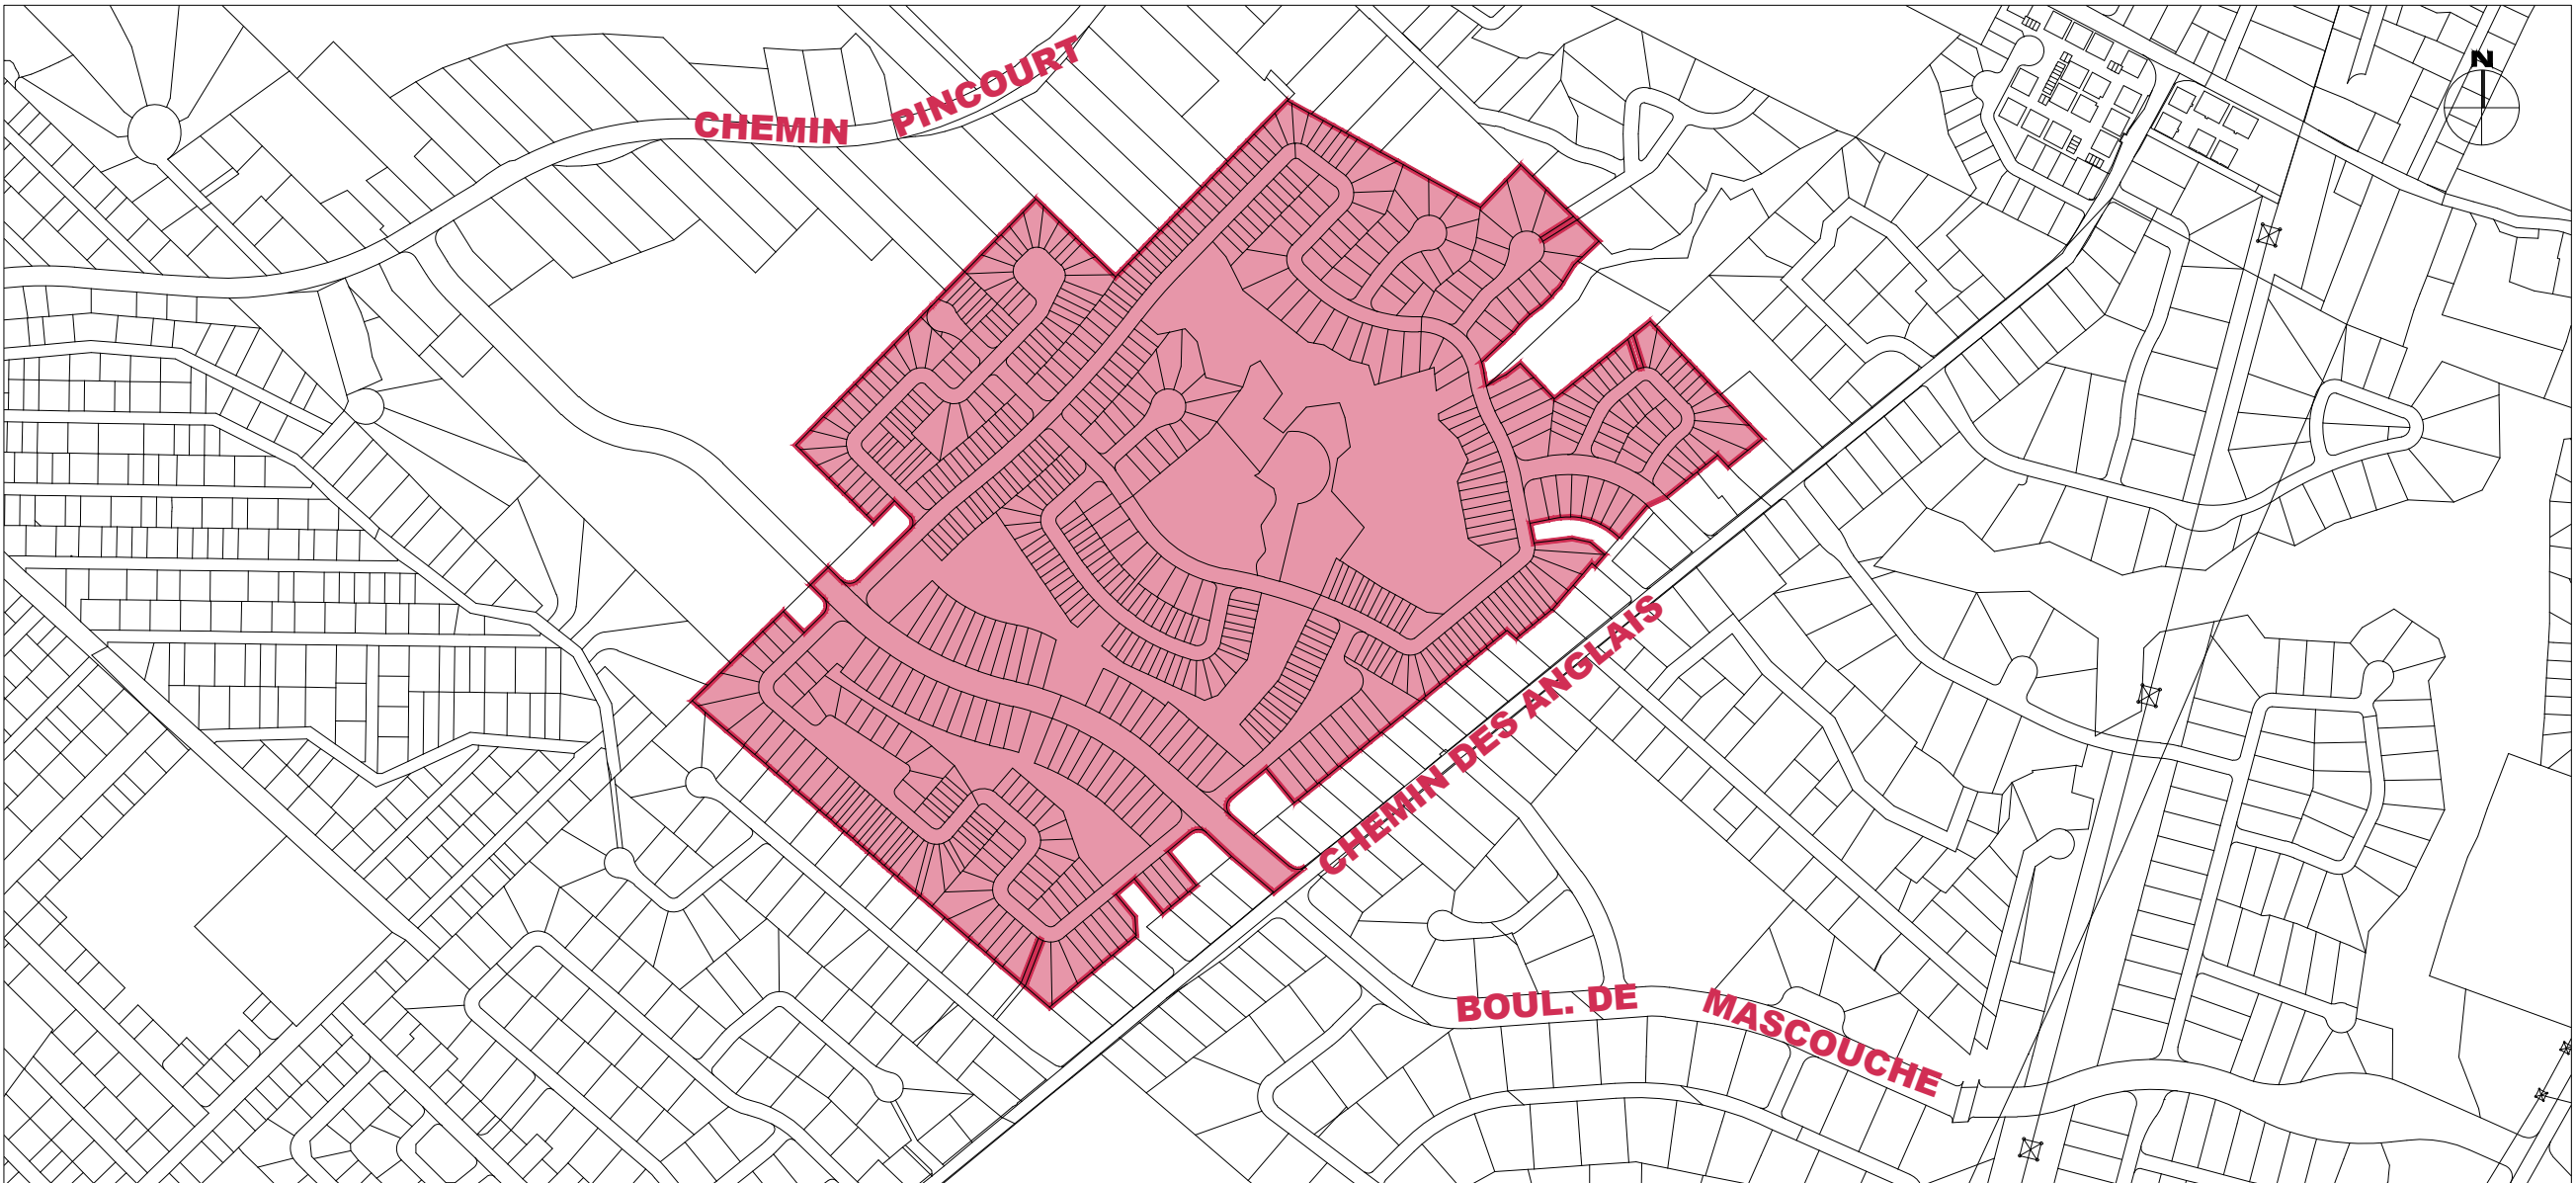 CHEMIN PINCOURT
N
CHEMIN DES ANGLAIS
BOUL. DE MASCOUCHE